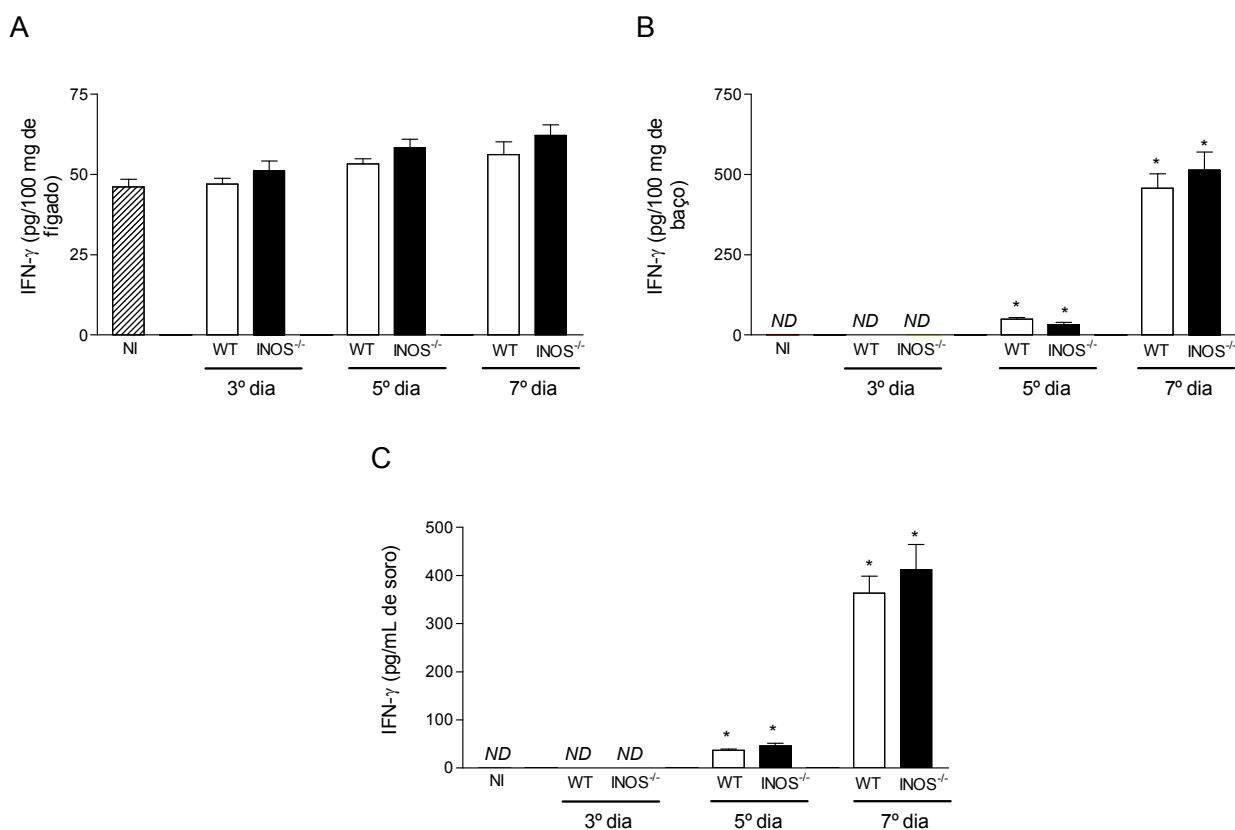 A
IFN-γ (pg/100 mg de
fígado)
75
50
25
0
NI
WT INOS-/-
WT INOS-/-
WT INOS-/-
3º dia
5º dia
7º dia
B
IFN-γ (pg/100 mg de
baço)
750
500
250
0
ND
ND ND
* *
* *
NI
WT INOS-/-
WT INOS-/-
WT INOS-/-
3º dia
5º dia
7º dia
C
IFN-γ (pg/mL de soro)
500
400
300
200
100
0
ND
ND ND
* *
* *
NI
WT INOS-/-
WT INOS-/-
WT INOS-/-
3º dia
5º dia
7º dia